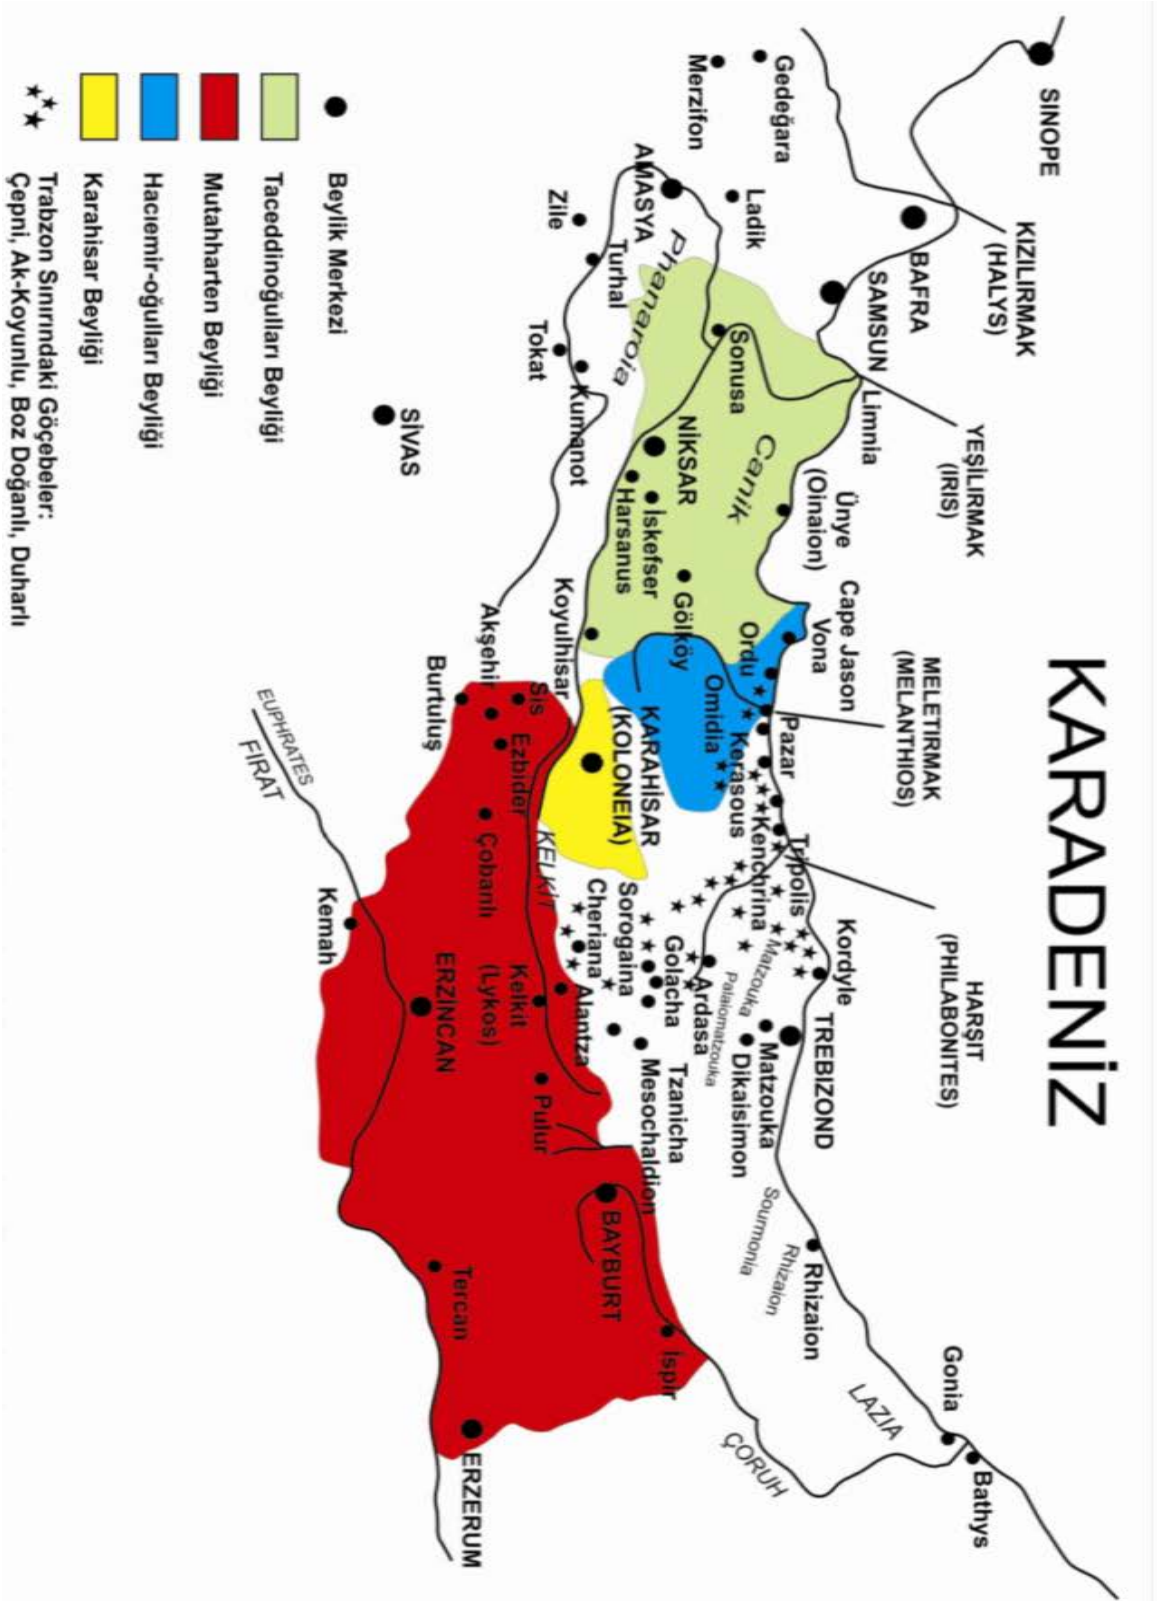 KARADENİZ
SINOPE
KIZILIRMAK
(HALYS)
BAFRA
SAMSUN
Gedeğara
Merzifon
Ladik
AMASYA
Phanaroia
Zile
Turhal
Tokat
Kumanot
Sonusa
Limnia
YEŞİLIRMAK
(IRIS)
NİKSAR
Canik
Ünye
(Oinaion)
İskefser
Harsanus
Gölköy
Koyulhisar
Cape Jason
Vona
Ordu
MELETIRMAK
(MELANTHIOS)
Omidia
Pazar
Kerasous
Kenchrina
Tripolis
HARŞIT
(PHILABONITES)
Kordyle
TREBIZOND
Matzouka
Palaiomatzouka
Matzouka
Dikaisimon
KARAHİSAR
(KOLONEIA)
Akşehir
Sis
Burtuluş
Ezbider
Çobanlı
KELKİT
Sorogaina
Cheriana
Golacha
Ardasa
Alantza
Kelkit
(Lykos)
Tzanicha
Mesochaldion
Pulur
EUPHRATES
FIRAT
Kemah
ERZİNCAN
BAYBURT
Tercan
İspir
ERZERUM
Sourmonia
Rhizaion
Rhizaion
LAZIA
ÇORUH
Gonia
Bathys
SİVAS
Beylik Merkezi
Taceddinoğulları Beyliği
Mutahharten Beyliği
Hacıemir-oğulları Beyliği
Karahisar Beyliği
Trabzon Sınırındaki Göçebeler:
Çepni, Ak-Koyunlu, Boz Doğanlı, Duharlı